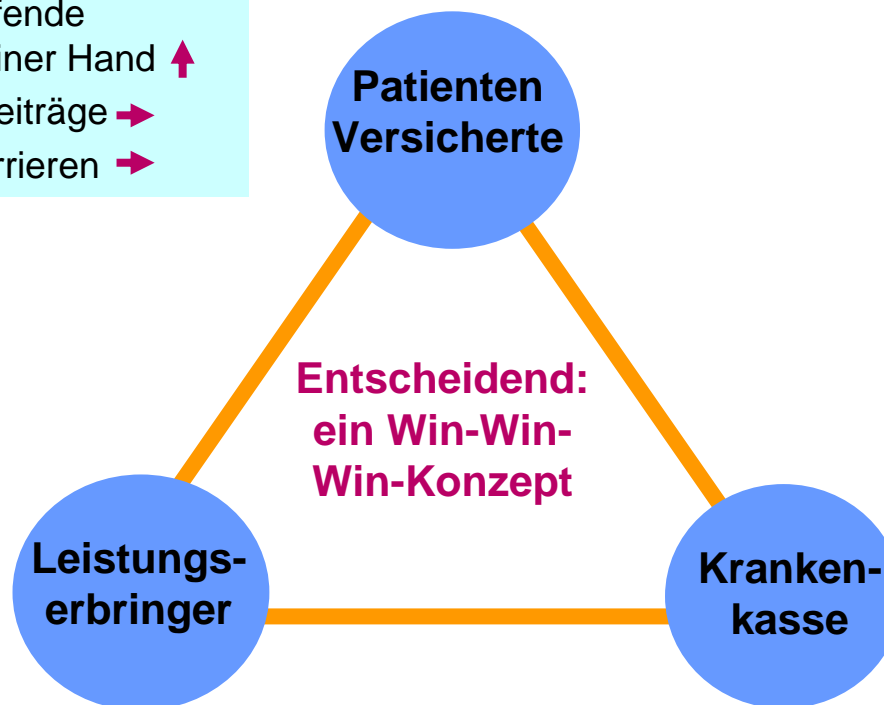 fende
iner Hand
eiträge
rrieren
Patienten
Versicherte
Entscheidend:
ein Win-Win-
Win-Konzept
Leistungs-
erbringer
Kranken-
kasse